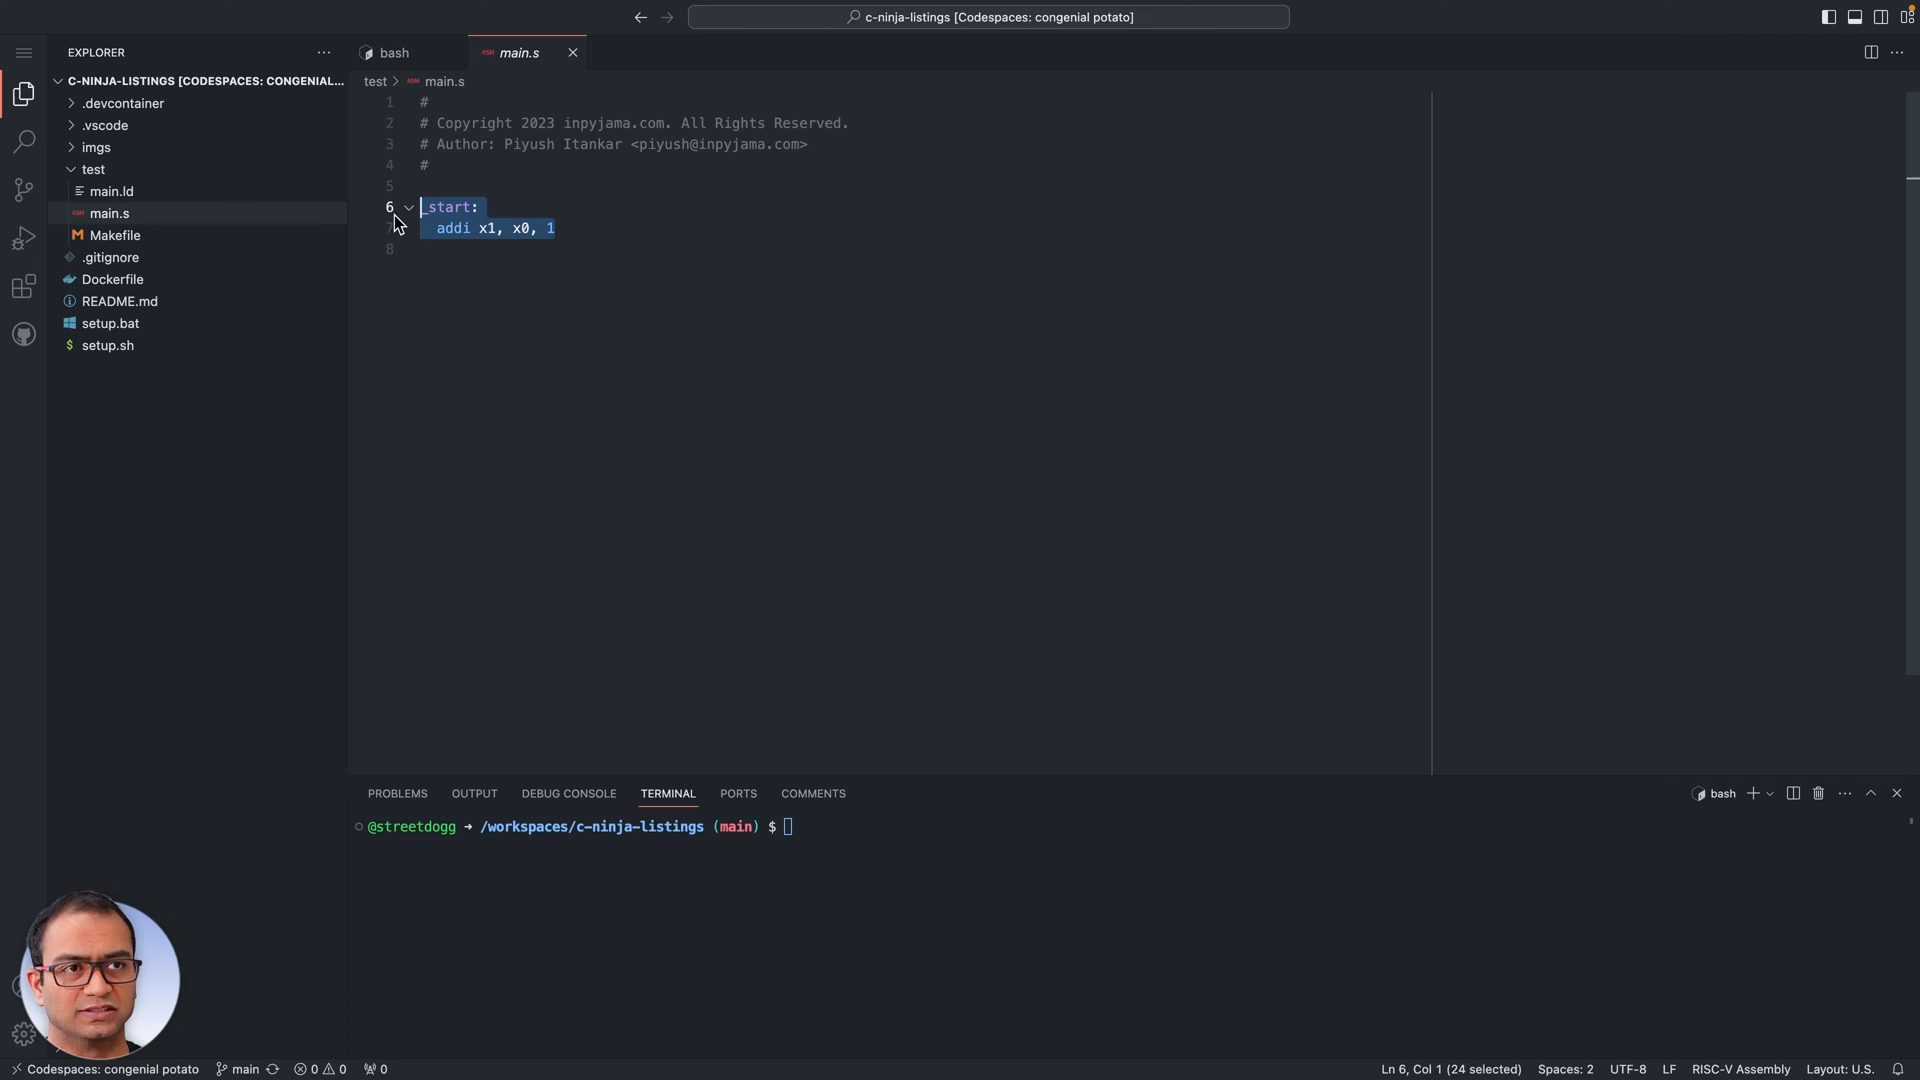 c-ninja-listings [Codespaces: congenial potato]
EXPLORER
bash
ASM main.s
C-NINJA-LISTINGS [CODESPACES: CONGENIAL...
test > ASM main.s
.devcontainer
.vscode
imgs
test
main.ld
ASM main.s
Makefile
.gitignore
Dockerfile
README.md
setup.bat
$ setup.sh
1 #
2 # Copyright 2023 inpyjama.com. All Rights Reserved.
3 # Author: Piyush Itankar <piyush@inpyjama.com>
4 #
5
6 _start:
7 addi x1, x0, 1
8
PROBLEMS OUTPUT DEBUG CONSOLE TERMINAL PORTS COMMENTS
bash
@streetdogg ➜ /workspaces/c-ninja-listings (main) $
Codespaces: congenial potato main 0 0 0 Ln 6, Col 1 (24 selected) Spaces: 2 UTF-8 LF RISC-V Assembly Layout: U.S.